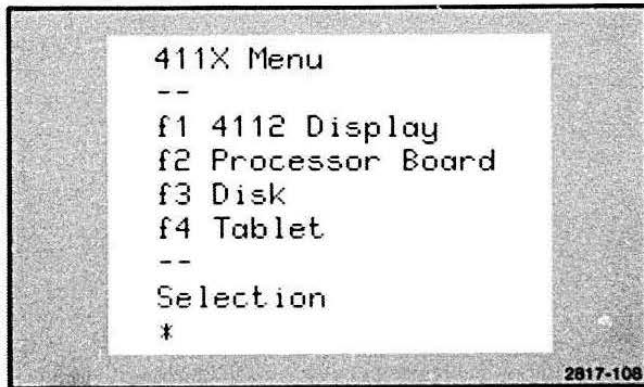 411X Menu
--
f1 4112 Display
f2 Processor Board
f3 Disk
f4 Tablet
--
Selection
*
2817-108